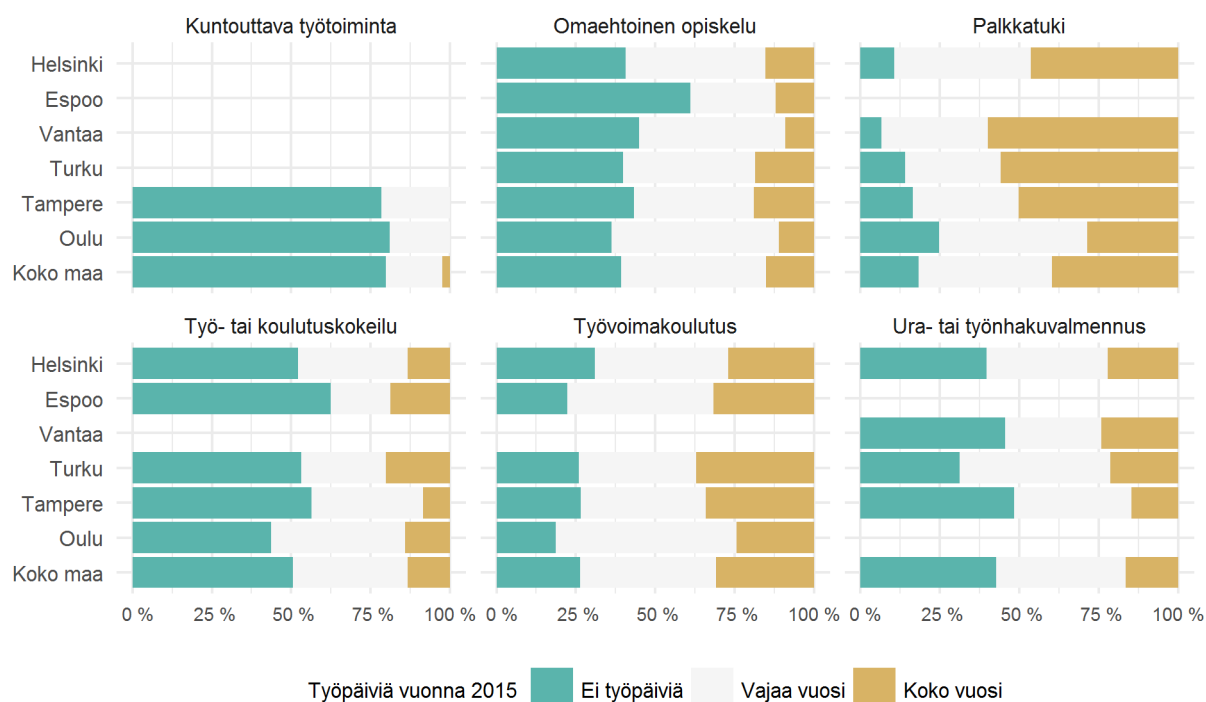 Kuntouttava työtoiminta Omaehtoinen opiskelu Palkkatuki
Helsinki
Espoo
Vantaa
Turku
Tampere
Oulu
Koko maa
Työ- tai koulutuskokeilu Työvoimakoulutus Ura- tai työnhakuvalmennus
Helsinki
Espoo
Vantaa
Turku
Tampere
Oulu
Koko maa
0 % 25 % 50 % 75 % 100 % 0 % 25 % 50 % 75 % 100 % 0 % 25 % 50 % 75 % 100 %
Työpäiviä vuonna 2015 Ei työpäiviä Vajaa vuosi Koko vuosi